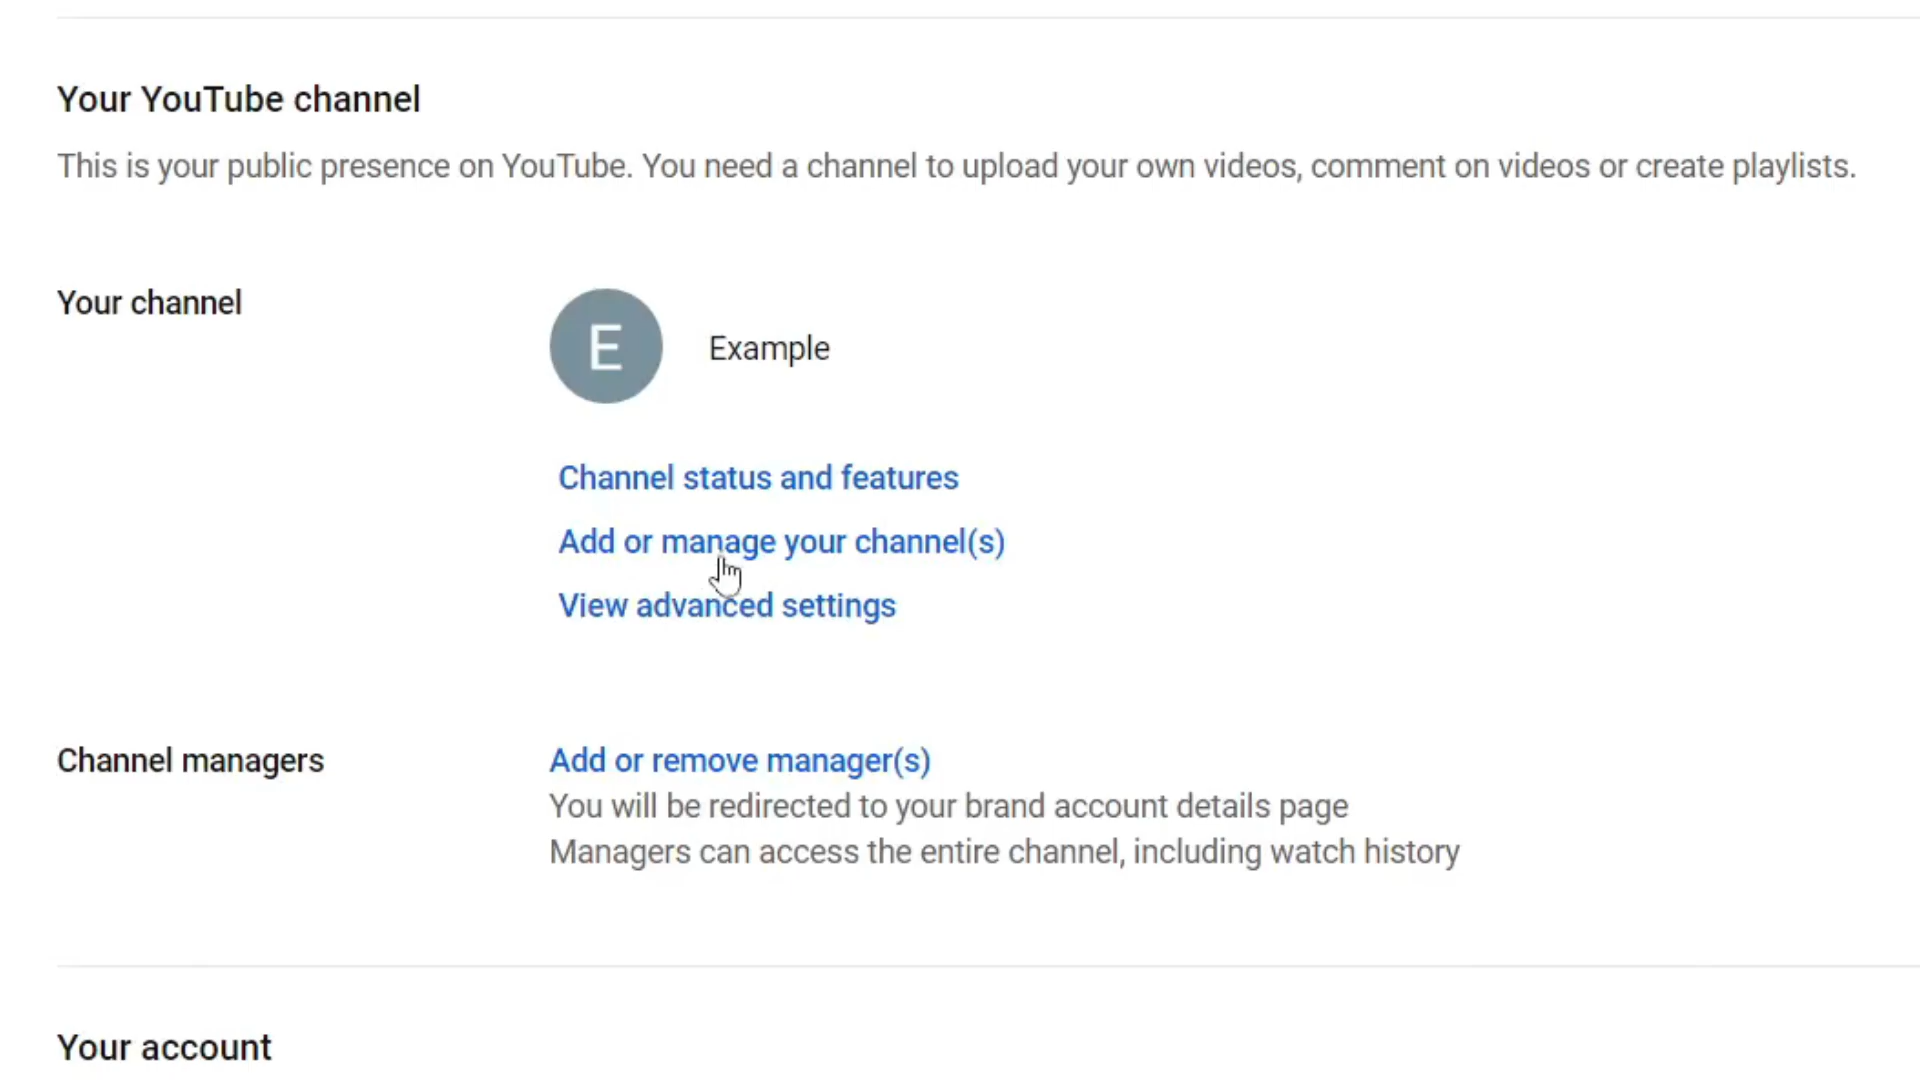 Your YouTube channel
This is your public presence on YouTube. You need a channel to upload your own videos, comment on videos or create playlists.
Your channel
E
Example
Channel status and features
Add or manage your channel(s)
View advanced settings
Channel managers
Add or remove manager(s)
You will be redirected to your brand account details page
Managers can access the entire channel, including watch history
Your account